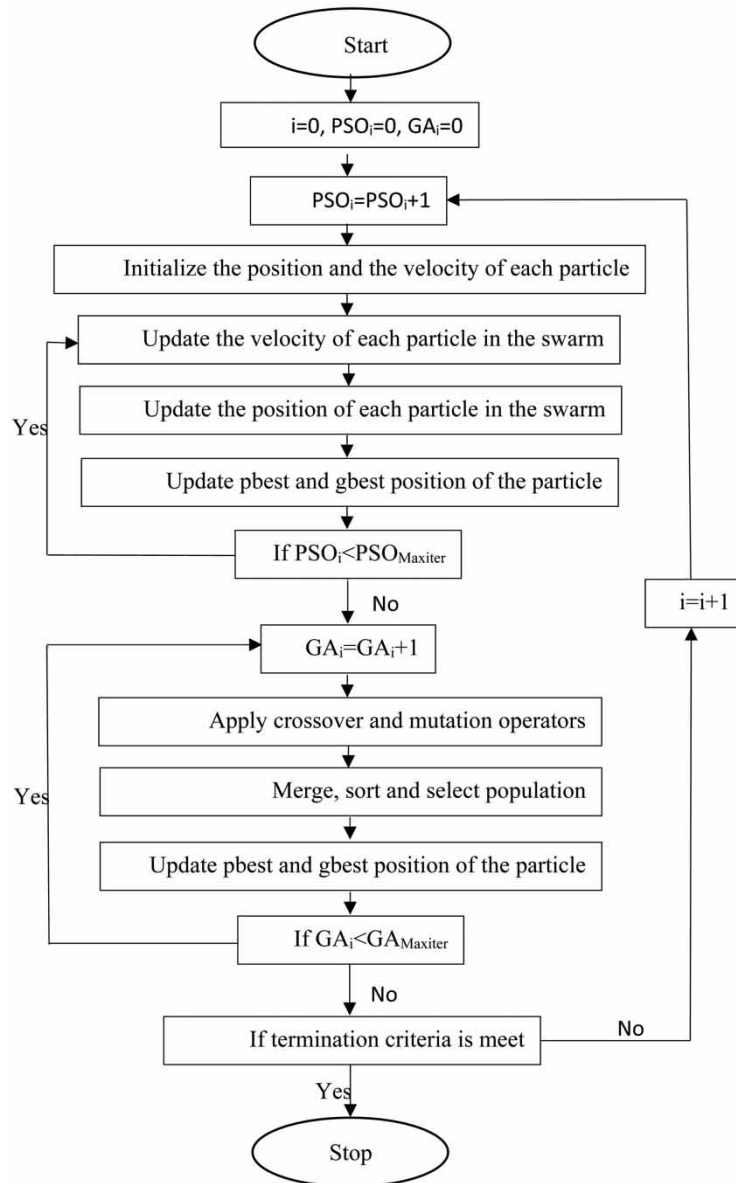 Start
i=0, PSOᵢ=0, GAᵢ=0
PSOᵢ=PSOᵢ+1
Initialize the position and the velocity of each particle
Update the velocity of each particle in the swarm
Yes
Update the position of each particle in the swarm
Update pbest and gbest position of the particle
If PSOᵢ<PSO_Maxiter
No
i=i+1
GAᵢ=GAᵢ+1
Apply crossover and mutation operators
Yes
Merge, sort and select population
Update pbest and gbest position of the particle
If GAᵢ<GA_Maxiter
No
If termination criteria is meet
No
Yes
Stop